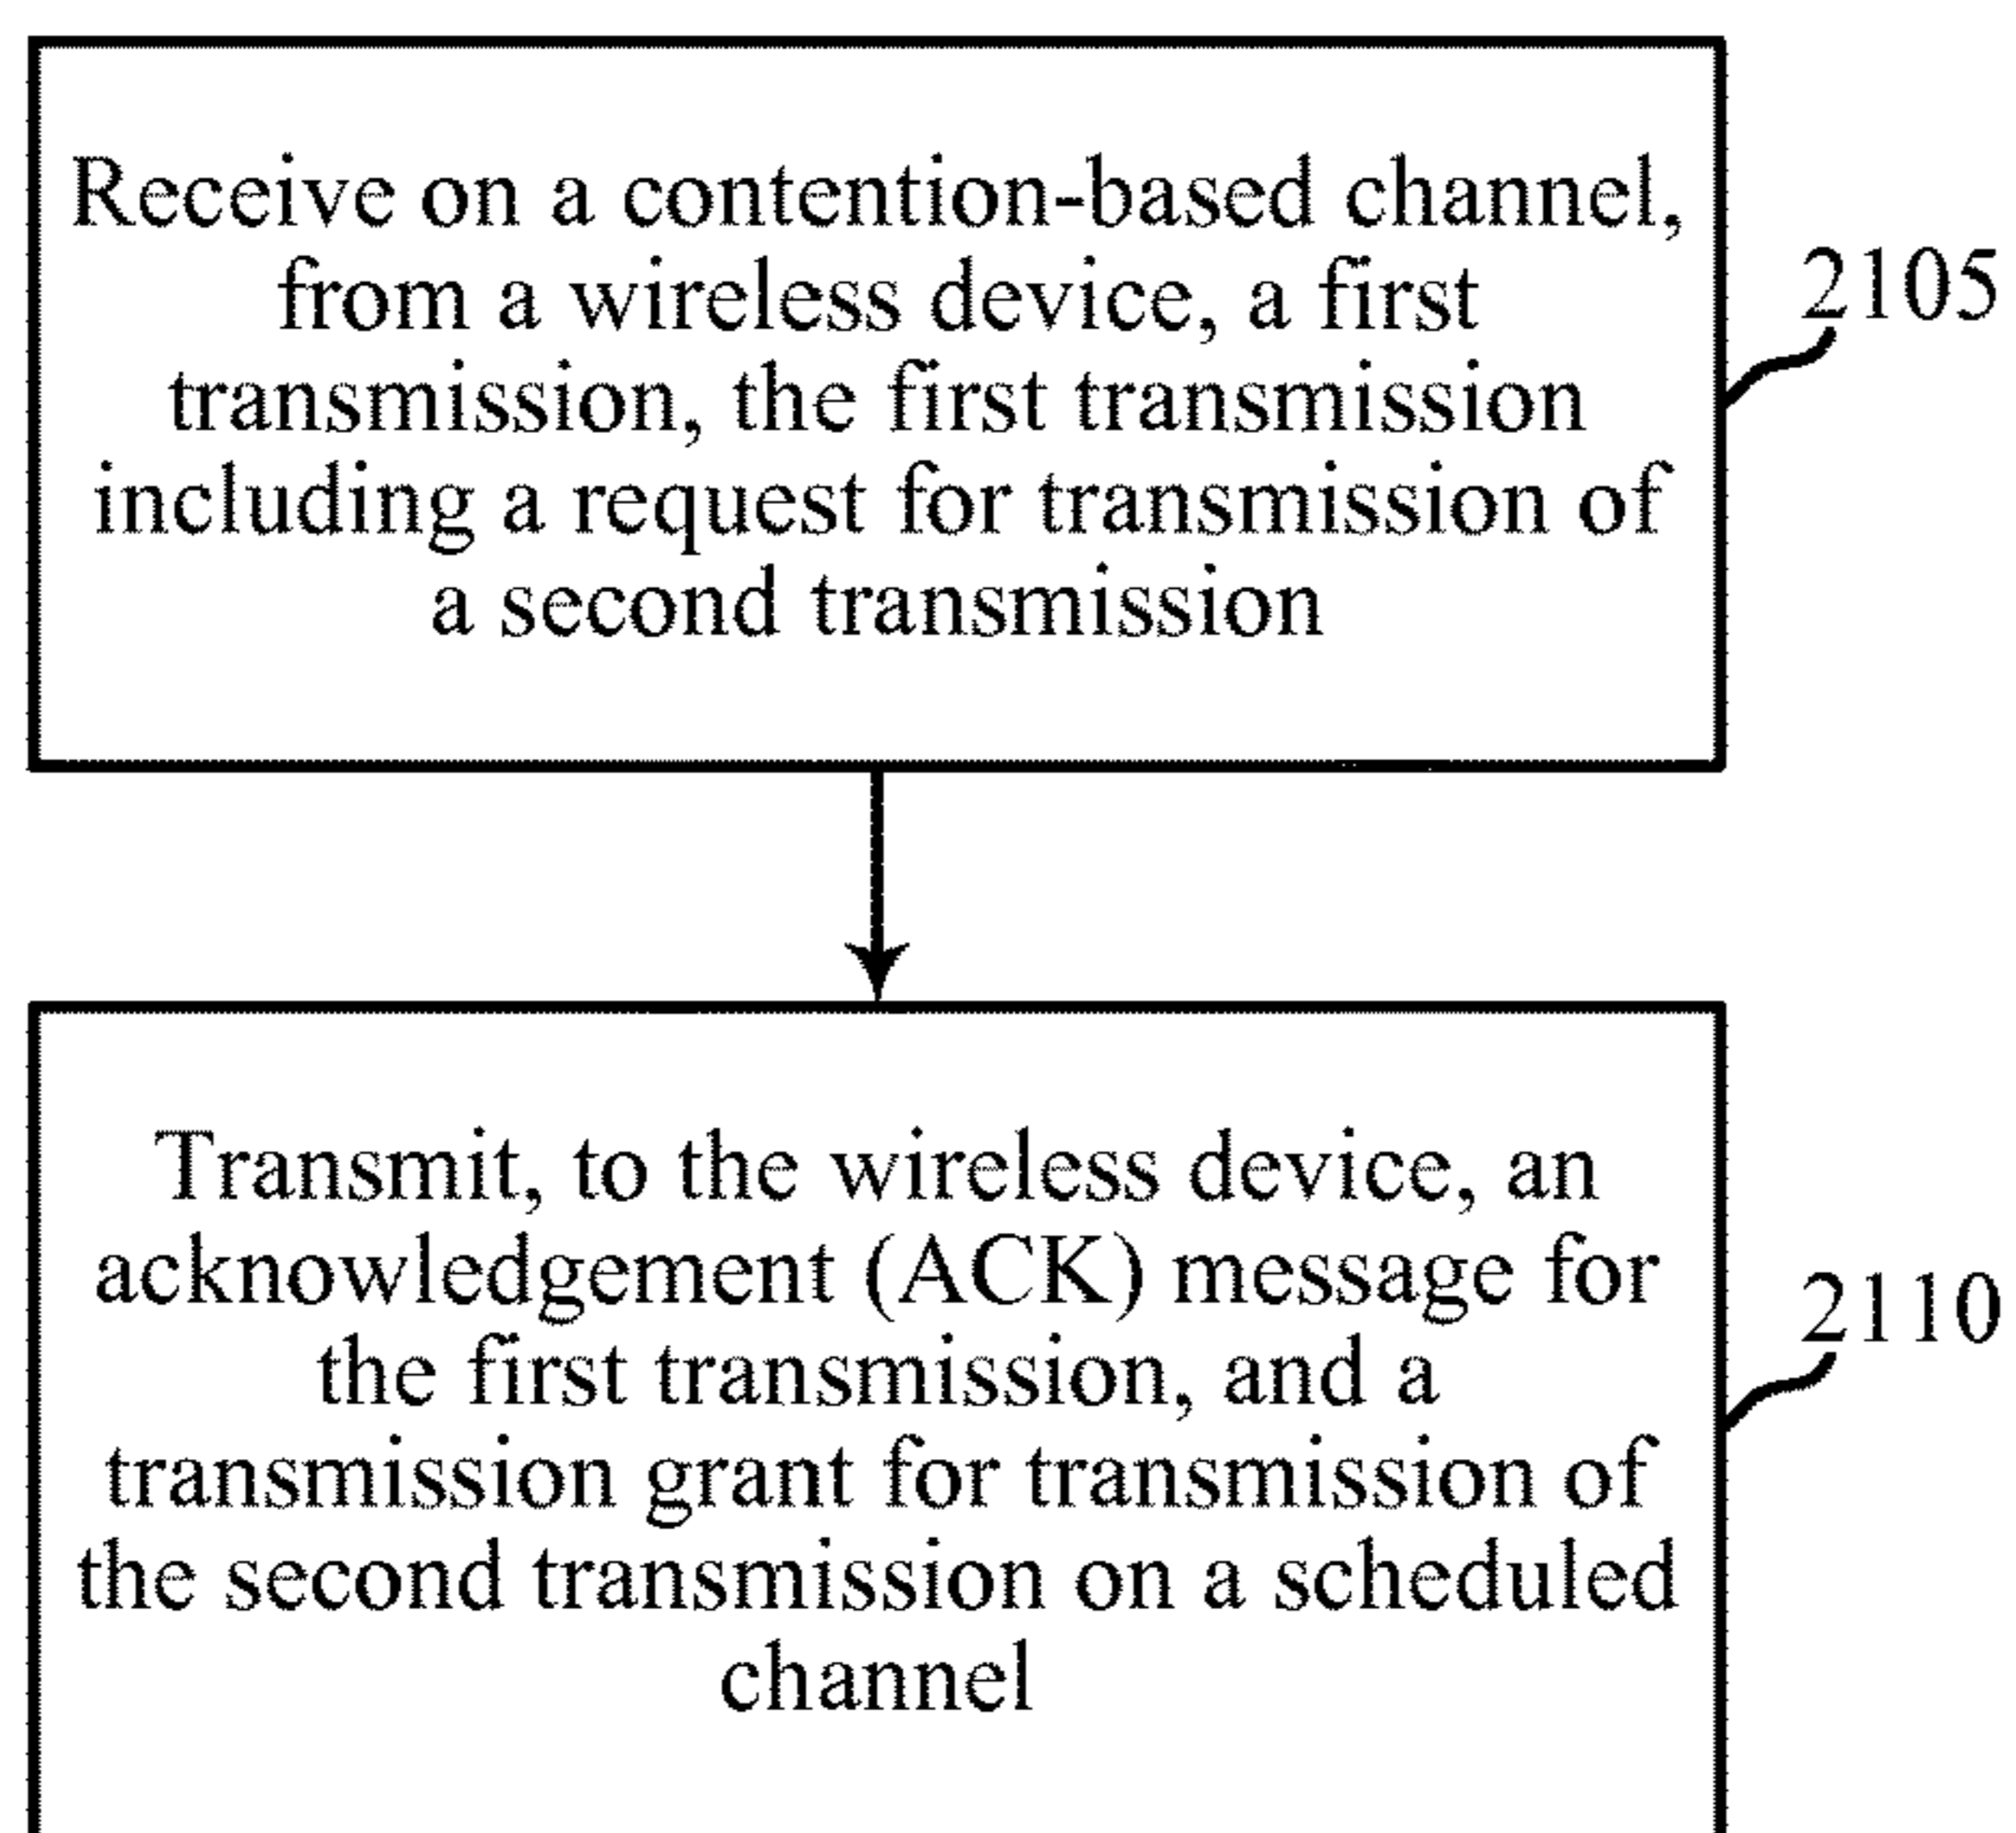 Receive on a contention-based channel,
from a wireless device, a first
transmission, the first transmission
including a request for transmission of
a second transmission
2105
Transmit, to the wireless device, an
acknowledgement (ACK) message for
the first transmission, and a
transmission grant for transmission of
the second transmission on a scheduled
channel
2110